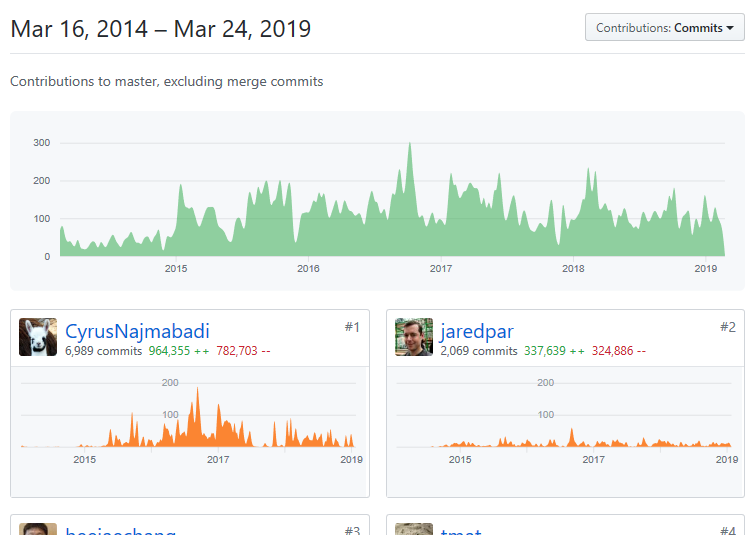 Mar 16, 2014 – Mar 24, 2019
Contributions: Commits
Contributions to master, excluding merge commits
300
200
100
0
2015 2016 2017 2018 2019
CyrusNajmabadi #1
6,989 commits 964,355 ++ 782,703 --
200
100
2015 2017 2019
jaredpar #2
2,069 commits 337,639 ++ 324,886 --
200
100
2015 2017 2019
#3
#4